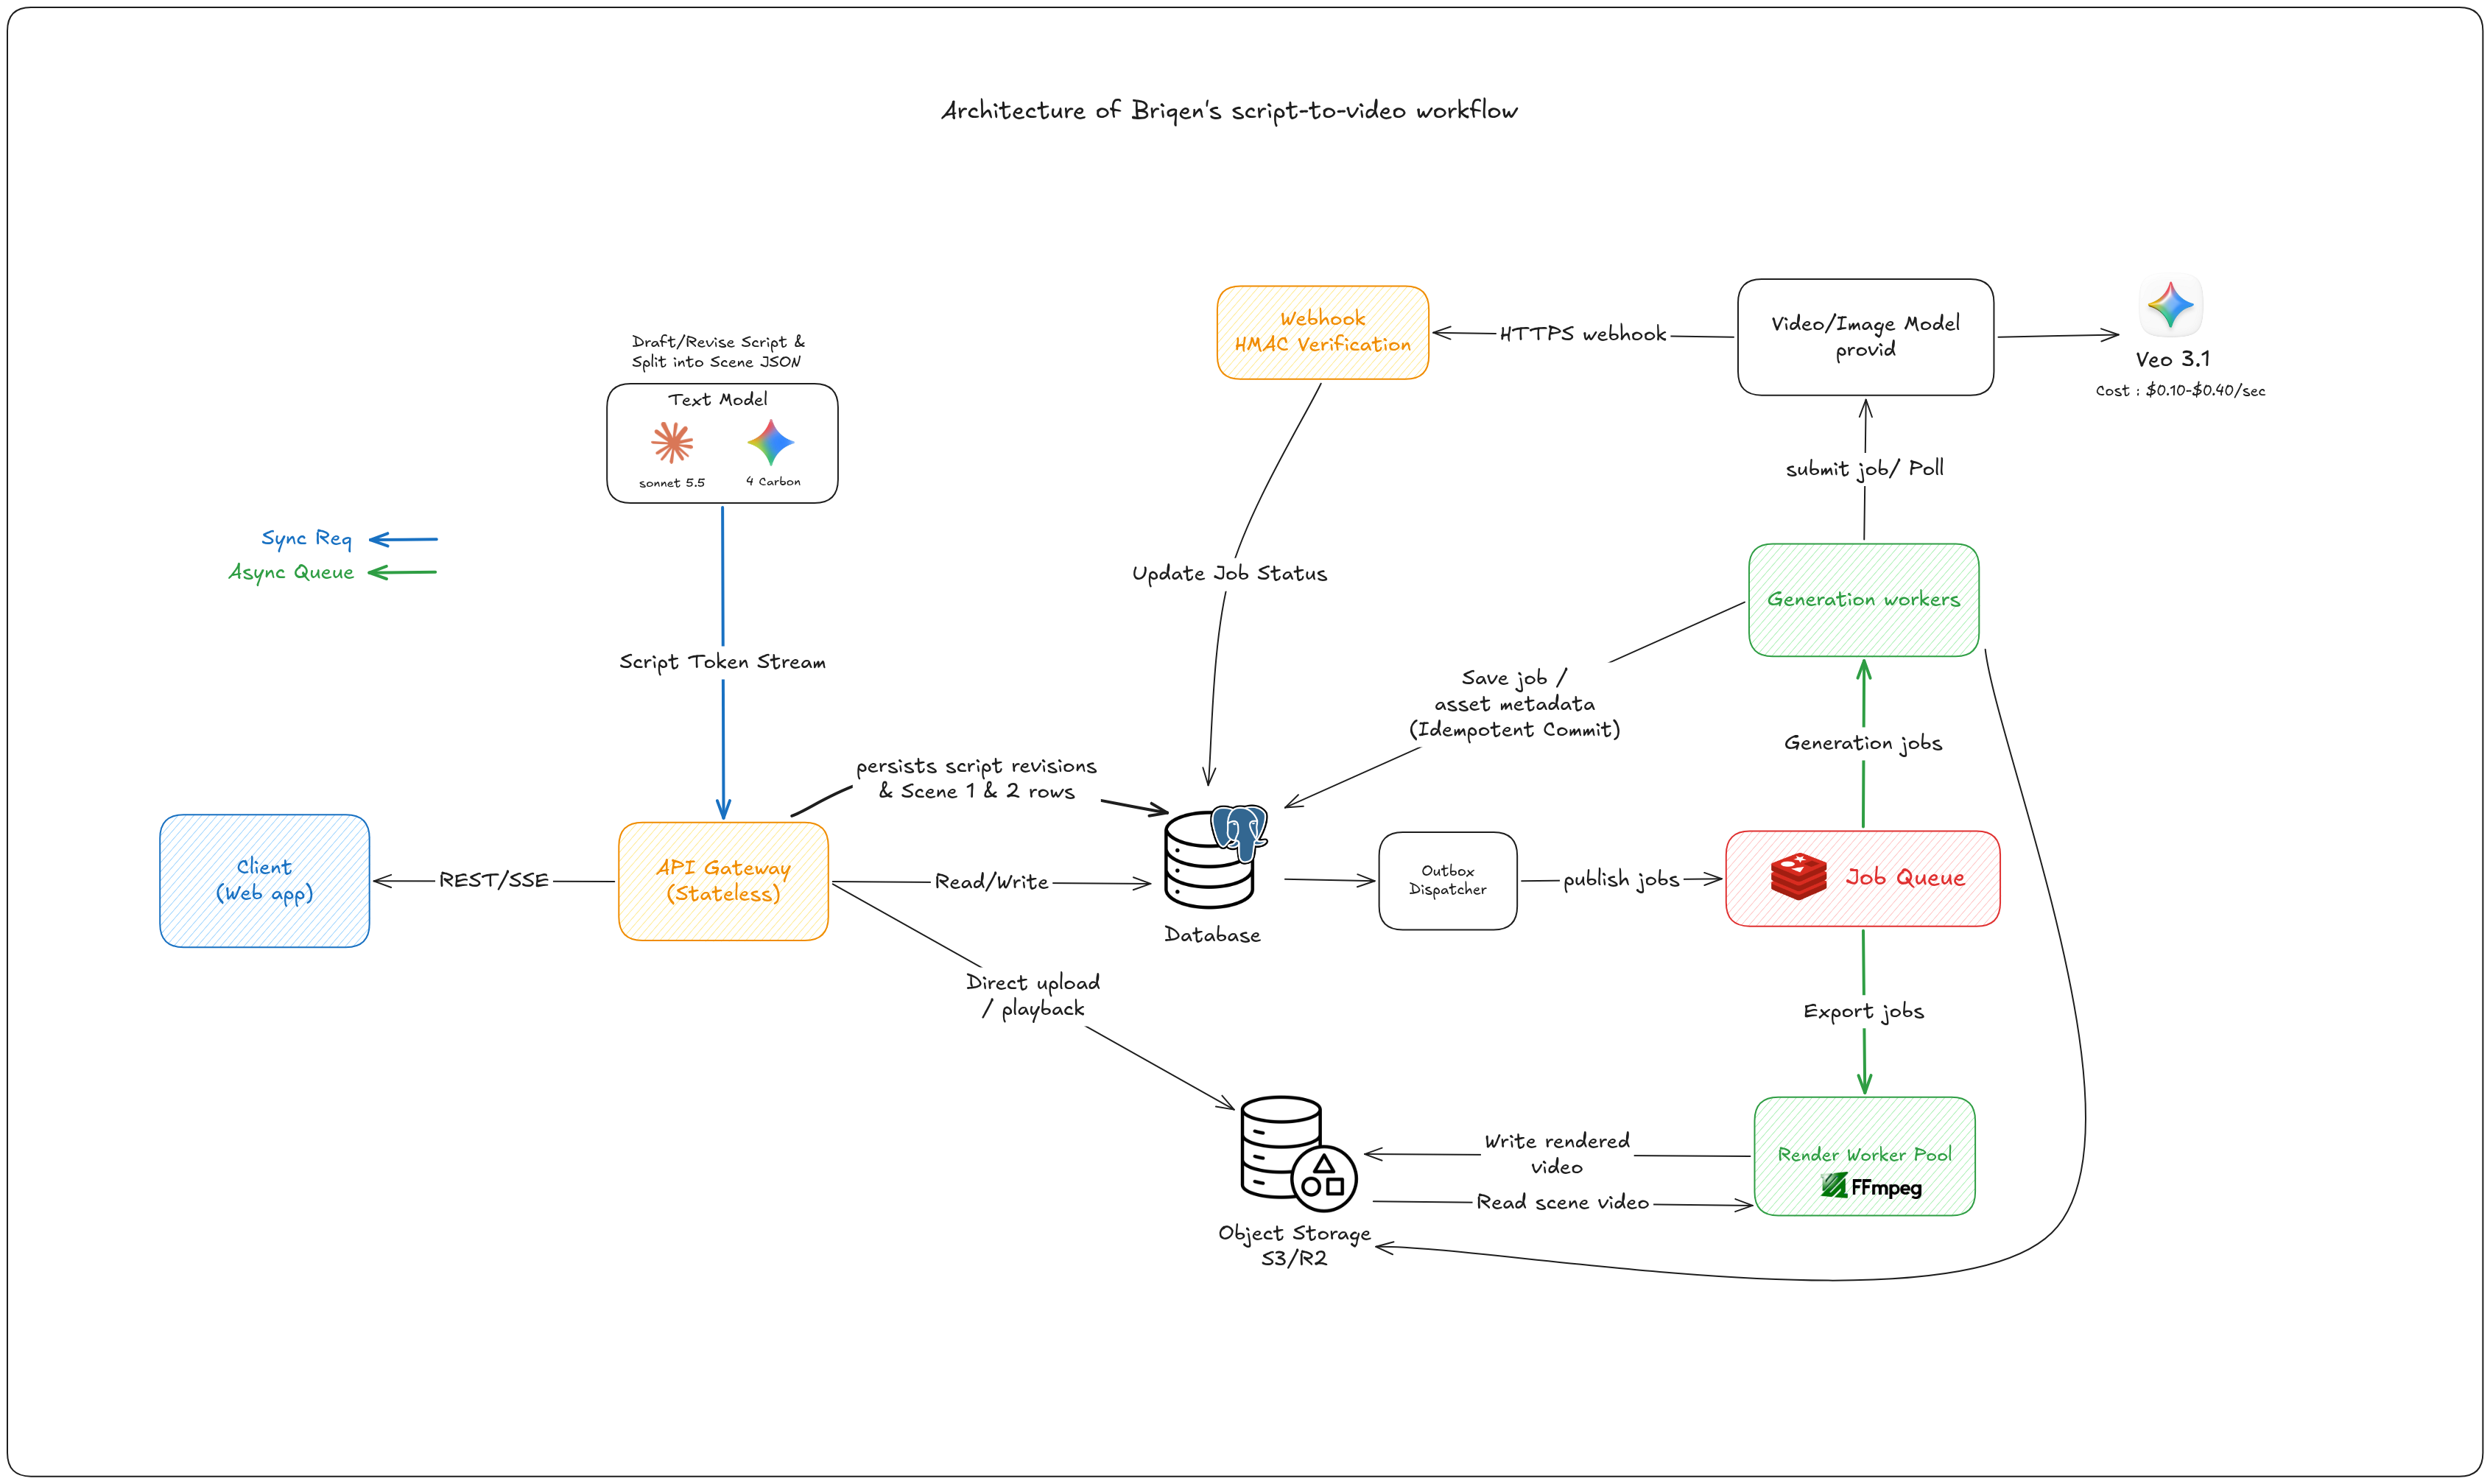 Architecture of Briqen's script-to-video workflow
Webhook
HMAC Verification
HTTPS webhook
Video/Image Model
provid
Veo 3.1
Cost : $0.10-$0.40/sec
Draft/Revise Script &
Split into Scene JSON
Text Model
sonnet 5.5
4 Carbon
submit job/ Poll
Sync Req
Async Queue
Update Job Status
Generation workers
Script Token Stream
Save job /
asset metadata
(Idempotent Commit)
Generation jobs
persists script revisions
& Scene 1 & 2 rows
Client
(Web app)
REST/SSE
API Gateway
(Stateless)
Read/Write
Database
Outbox
Dispatcher
publish jobs
Job Queue
Direct upload
/ playback
Export jobs
Write rendered
video
Read scene video
Render Worker Pool
FFmpeg
Object Storage
S3/R2